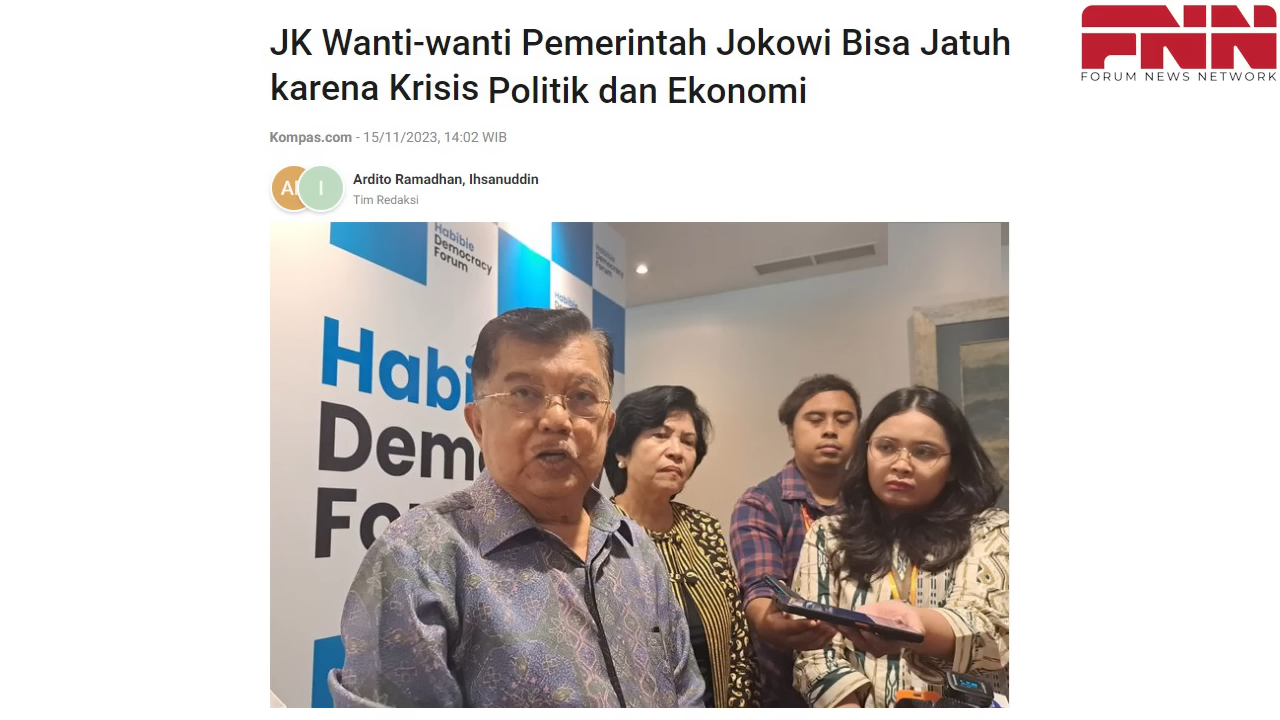 JK Wanti-wanti Pemerintah Jokowi Bisa Jatuh
karena Krisis Politik dan Ekonomi
FNN
FORUM NEWS NETWORK
Kompas.com - 15/11/2023, 14:02 WIB
I
Ardito Ramadhan, Ihsanuddin
Tim Redaksi
Habibie
Democracy
Forum
Habibie
Democracy
Forum
Habi
Dem
Fo